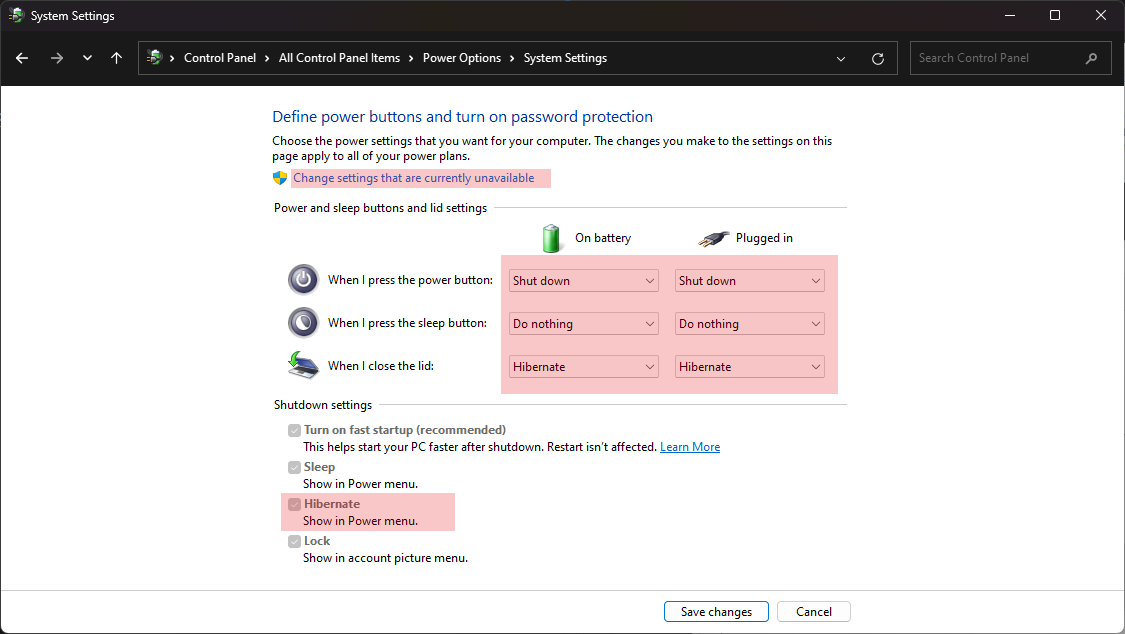 System Settings
Control Panel › All Control Panel Items › Power Options › System Settings
Search Control Panel
Define power buttons and turn on password protection
Choose the power settings that you want for your computer. The changes you make to the settings on this
page apply to all of your power plans.
Change settings that are currently unavailable
Power and sleep buttons and lid settings
On battery Plugged in
When I press the power button: Shut down Shut down
When I press the sleep button: Do nothing Do nothing
When I close the lid: Hibernate Hibernate
Shutdown settings
Turn on fast startup (recommended)
This helps start your PC faster after shutdown. Restart isn't affected. Learn More
Sleep
Show in Power menu.
Hibernate
Show in Power menu.
Lock
Show in account picture menu.
Save changes Cancel